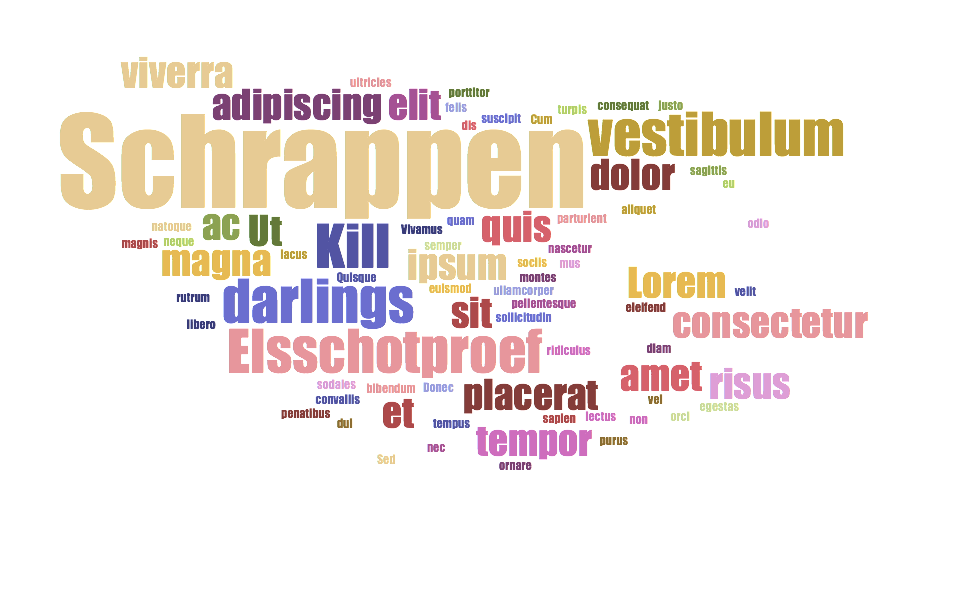 viverra
ultricies
adipiscing elit porttitor
felis
dis suscipit Cum turpis consequat justo
Schrappen vestibulum
dolor sagittis
eu
aliquet
natoque ac Ut Kill Vivamus quam quis parturient odio
magnis neque lacus semper nascetur
magna ipsum sociis mus
Quisque montes
rutrum darlings euismod ullamcorper Lorem velit
sit pellentesque eleifend
libero sollicitudin consectetur
Elsschotproef ridiculus diam
sodales bibendum Donec placerat amet risus
convallis vel egestas
penatibus et sapien lectus non orci
dui tempus
nec tempor purus
Sed ornare